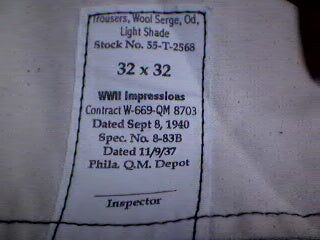 Trousers, Wool Serge, Od,
Light Shade
Stock No. 55-T-2568
32 x 32
WWII Impressions
Contract W-669-QM 8703
Dated Sept 8, 1940
Spec. No. 8-83B
Dated 11/9/37
Phila. Q.M. Depot
Inspector